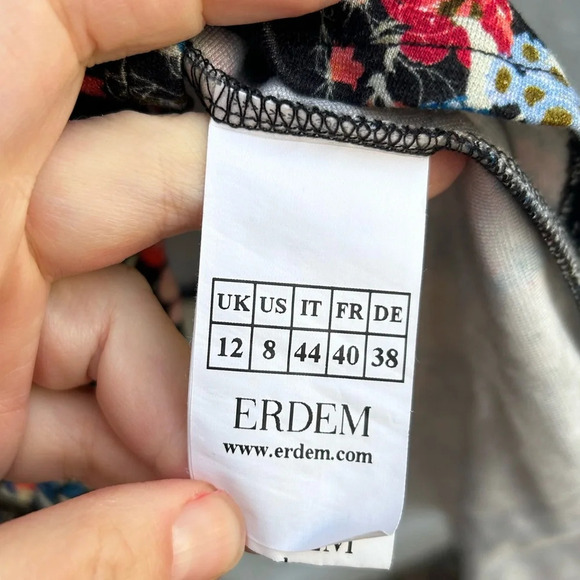 UK US IT FR DE
12 8 44 40 38
ERDEM
www.erdem.com